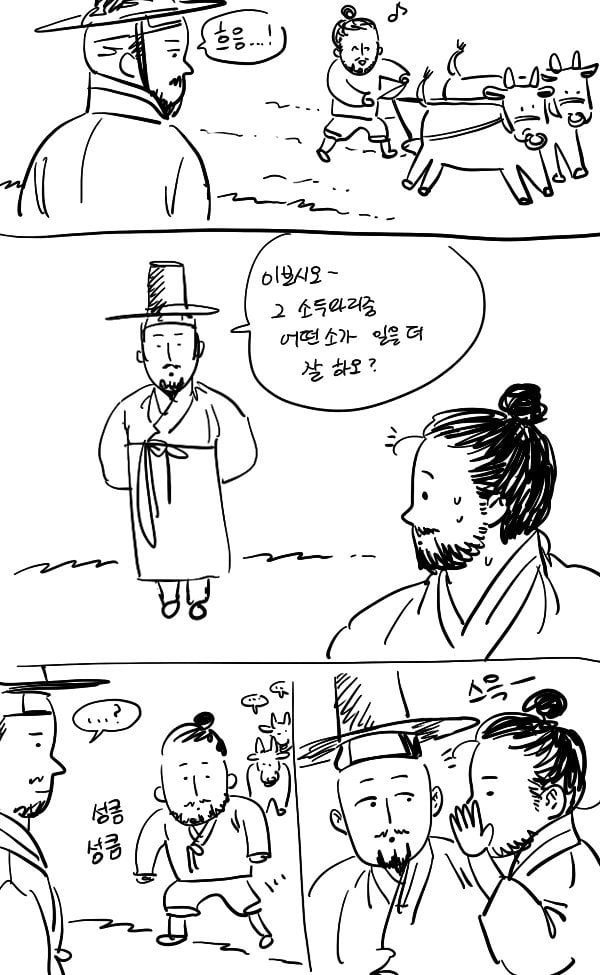 흐음...!
♪
이보시오~
그 소두마리중
어떤 소가 일을 더
잘 하오?
....?
성큼
성큼
스윽—